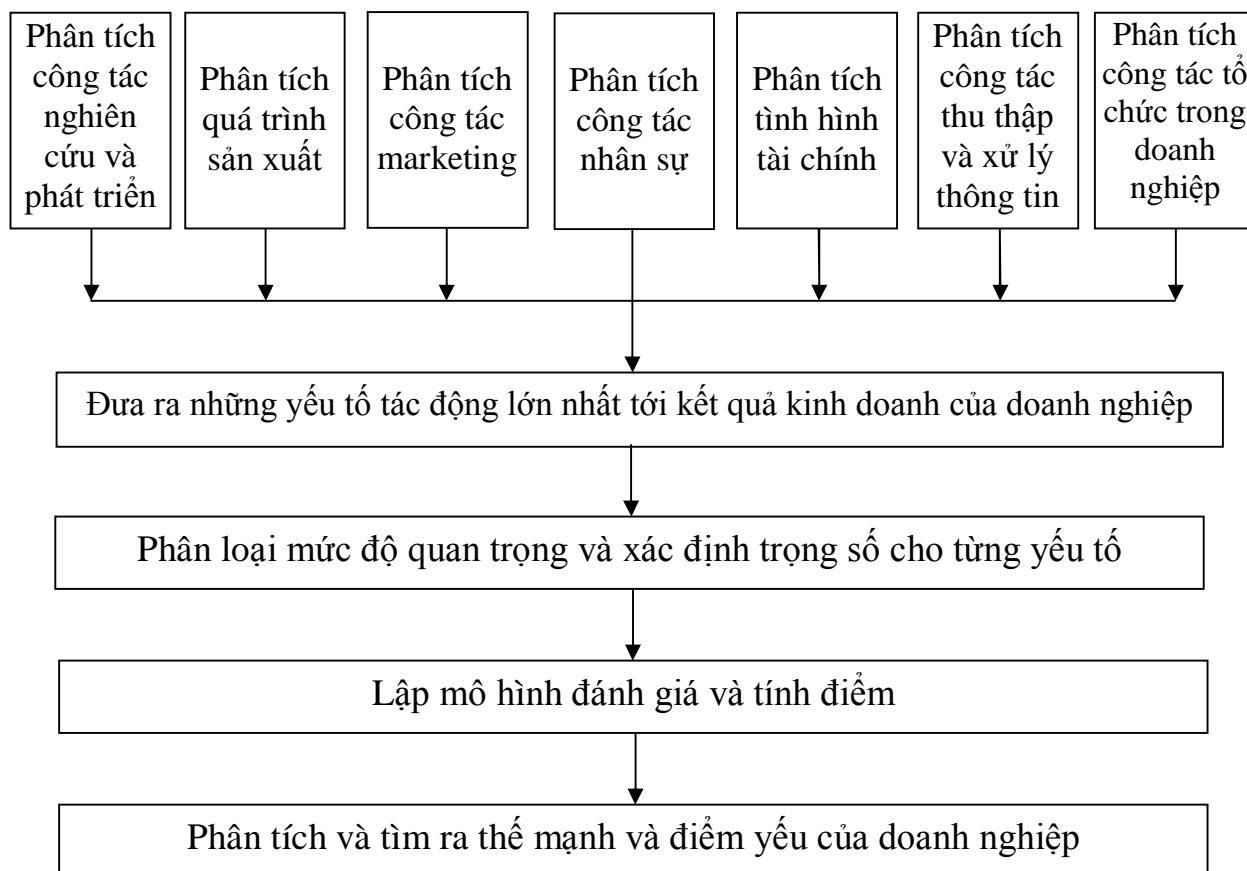 Phân tích
công tác
nghiên
cứu và
phát triển
Phân tích
quá trình
sản xuất
Phân tích
công tác
marketing
Phân tích
công tác
nhân sự
Phân tích
tình hình
tài chính
Phân tích
công tác
thu thập
và xử lý
thông tin
Phân tích
công tác tổ
chức trong
doanh
nghiệp
Đưa ra những yếu tố tác động lớn nhất tới kết quả kinh doanh của doanh nghiệp
Phân loại mức độ quan trọng và xác định trọng số cho từng yếu tố
Lập mô hình đánh giá và tính điểm
Phân tích và tìm ra thế mạnh và điểm yếu của doanh nghiệp